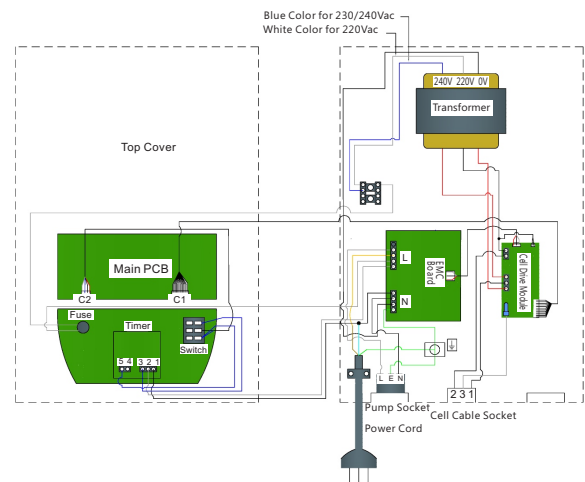 Blue Color for 230/240Vac
White Color for 220Vac
240V 220V 0V
Transformer
Top Cover
Main PCB
C2
C1
Fuse
Timer
Switch
5 4
3 2 1
L
EMC
Board
N
Cell Drive Module
L E N
Pump Socket
Power Cord
2 3 1
Cell Cable Socket